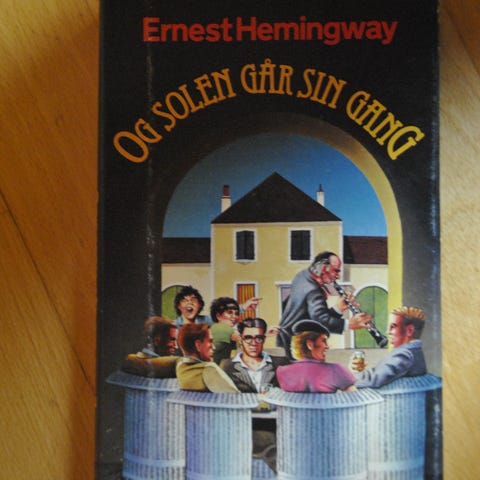 Ernest Hemingway
OG SOLEN GÅR SIN GANG